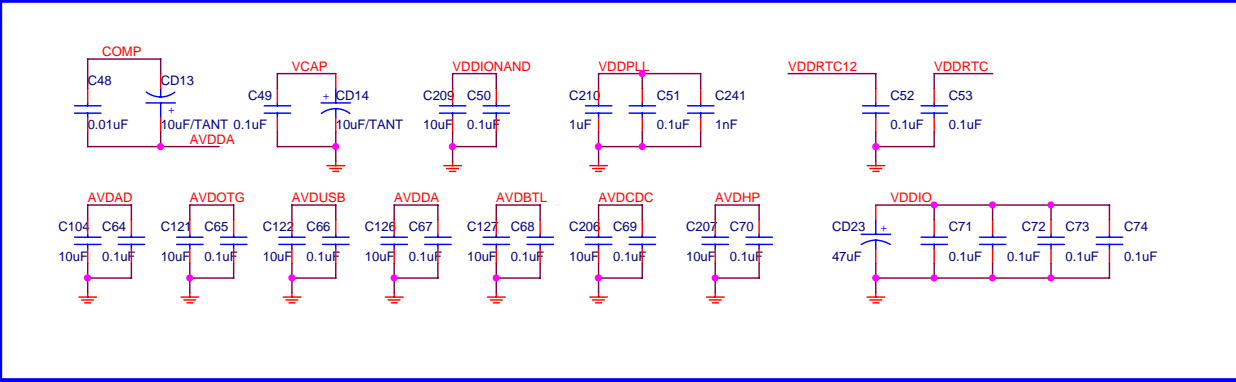 COMP
C48
CD13
0.01uF
+
10uF/TANT
AVDDA
VCAP
C49
+
CD14
0.1uF
10uF/TANT
VDDIONAND
C209
C50
10uF
0.1uF
VDDPLL
C210
C51
C241
1uF
0.1uF
1nF
VDDRTC12
VDDRTC
C52
C53
0.1uF
0.1uF
AVDAD
C104
C64
10uF
0.1uF
AVDOTG
C121
C65
10uF
0.1uF
AVDUSB
C122
C66
10uF
0.1uF
AVDDA
C126
C67
10uF
0.1uF
AVDBTL
C127
C68
10uF
0.1uF
AVDCDC
C206
C69
10uF
0.1uF
AVDHP
C207
C70
10uF
0.1uF
VDDIO
CD23
+
C71
C72
C73
C74
47uF
0.1uF
0.1uF
0.1uF
0.1uF